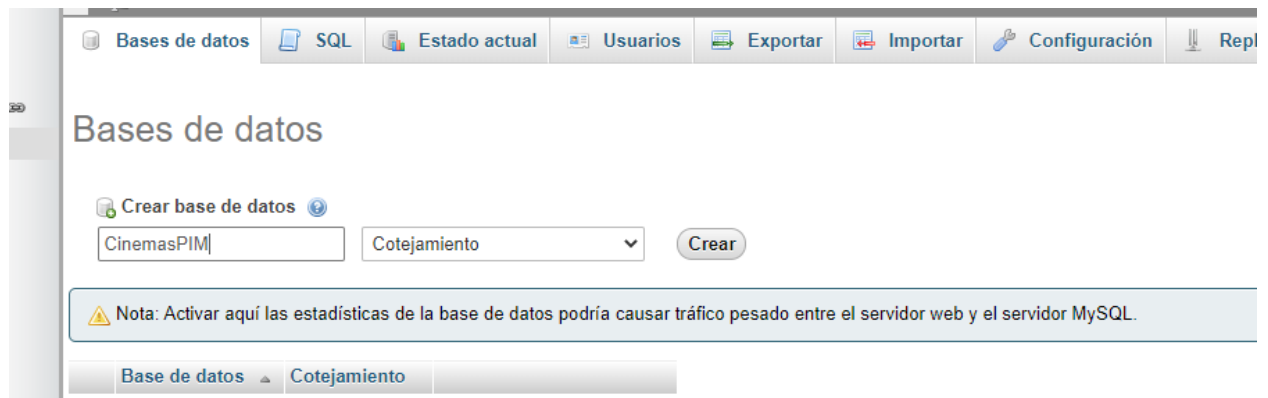 Bases de datos SQL Estado actual Usuarios Exportar Importar Configuración Repl
Bases de datos
Crear base de datos
CinemasPIM Cotejamiento Crear
Nota: Activar aquí las estadísticas de la base de datos podría causar tráfico pesado entre el servidor web y el servidor MySQL.
Base de datos Cotejamiento